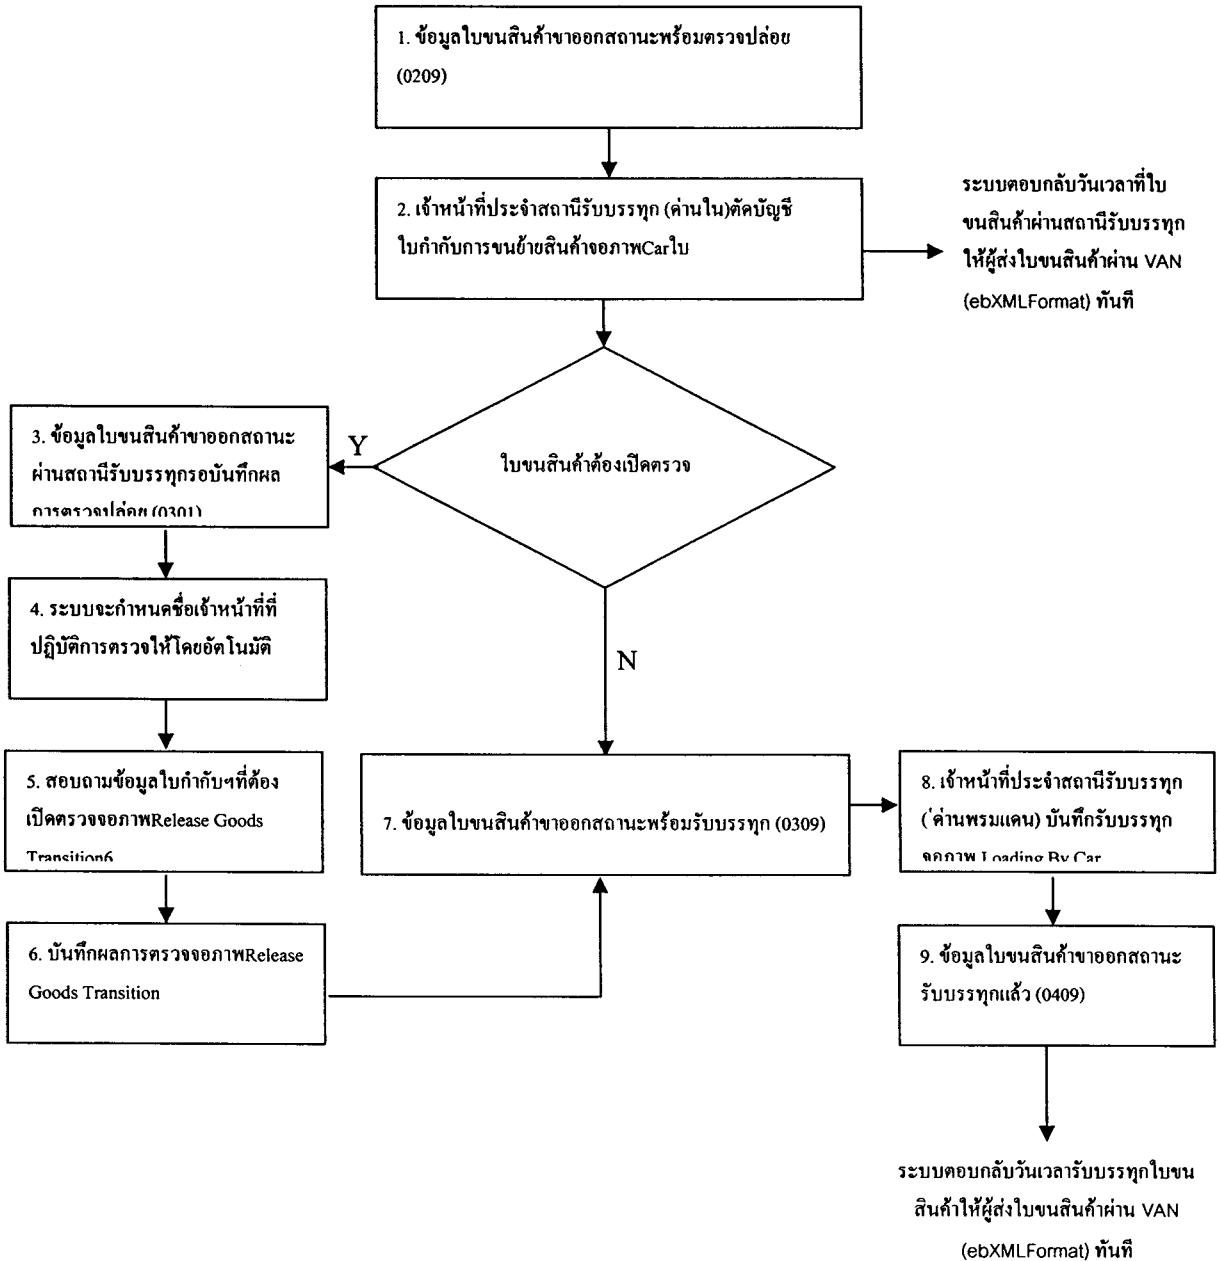 1. ข้อมูลใบขนสินค้าขาออกสถานะพร้อมตรวจปล่อย
(0209)
2. เจ้าหน้าที่ประจำสถานีรับบรรทุก (ด่านใน)ตัดบัญชี
ใบกำกับการขนย้ายสินค้าจอภาพCarใบ
ระบบตอบกลับวันเวลาที่ใบ
ขนสินค้าผ่านสถานีรับบรรทุก
ให้ผู้ส่งใบขนสินค้าผ่าน VAN
(ebXMLFormat) ทันที
ใบขนสินค้าต้องเปิดตรวจ
Y
3. ข้อมูลใบขนสินค้าขาออกสถานะ
ผ่านสถานีรับบรรทุกรอบันทึกผล
การตรวจปล่อย (0301)
4. ระบบจะกำหนดชื่อเจ้าหน้าที่ที่
ปฏิบัติการตรวจให้โดยอัตโนมัติ
N
5. สอบถามข้อมูลใบกำกับฯที่ต้อง
เปิดตรวจจอภาพRelease Goods
Transition6
6. บันทึกผลการตรวจจอภาพRelease
Goods Transition
7. ข้อมูลใบขนสินค้าขาออกสถานะพร้อมรับบรรทุก (0309)
8. เจ้าหน้าที่ประจำสถานีรับบรรทุก
(่ด่านพรมแดน) บันทึกรับบรรทุก
จอภาพ Loading By Car
9. ข้อมูลใบขนสินค้าขาออกสถานะ
รับบรรทุกแล้ว (0409)
ระบบตอบกลับวันเวลารับบรรทุกใบขน
สินค้าให้ผู้ส่งใบขนสินค้าผ่าน VAN
(ebXMLFormat) ทันที